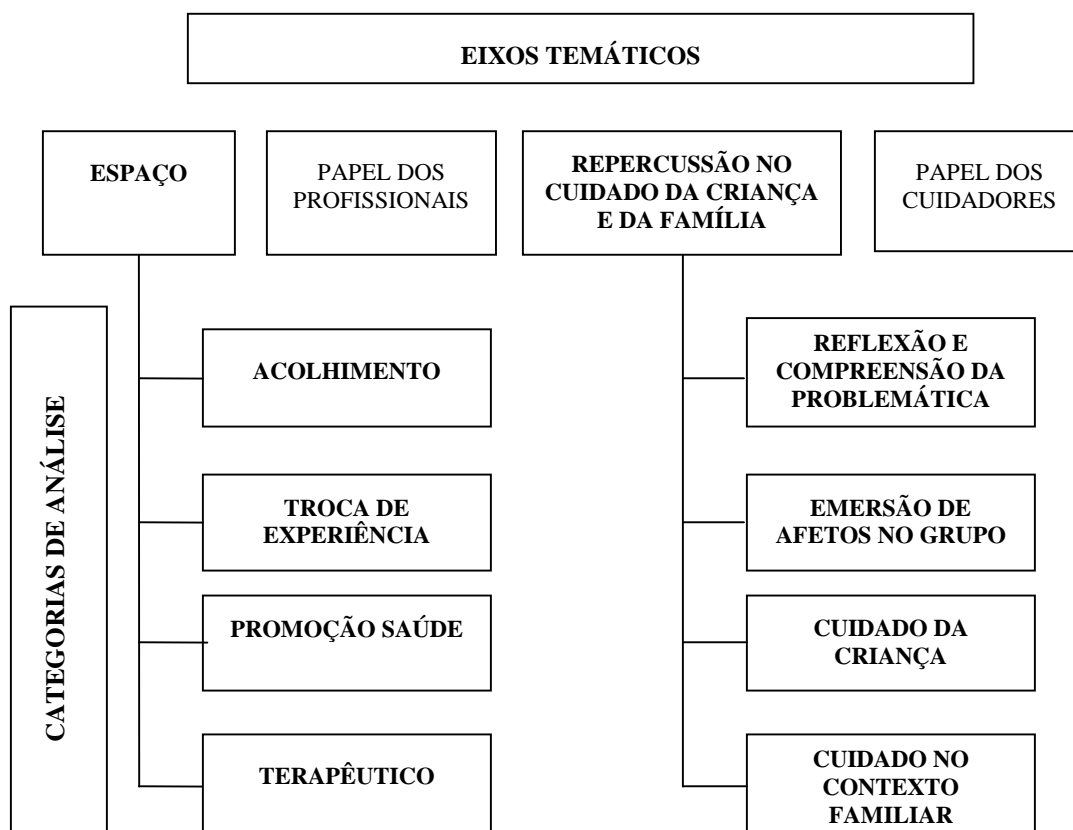 EIXOS TEMÁTICOS
ESPAÇO
PAPEL DOS
PROFISSIONAIS
REPERCUSSÃO NO
CUIDADO DA CRIANÇA
E DA FAMÍLIA
PAPEL DOS
CUIDADORES
CATEGORIAS DE ANÁLISE
ACOLHIMENTO
REFLEXÃO E
COMPREENSÃO DA
PROBLEMÁTICA
TROCA DE
EXPERIÊNCIA
EMERSÃO DE
AFETOS NO GRUPO
PROMOÇÃO SAÚDE
CUIDADO DA
CRIANÇA
TERAPÊUTICO
CUIDADO NO
CONTEXTO
FAMILIAR